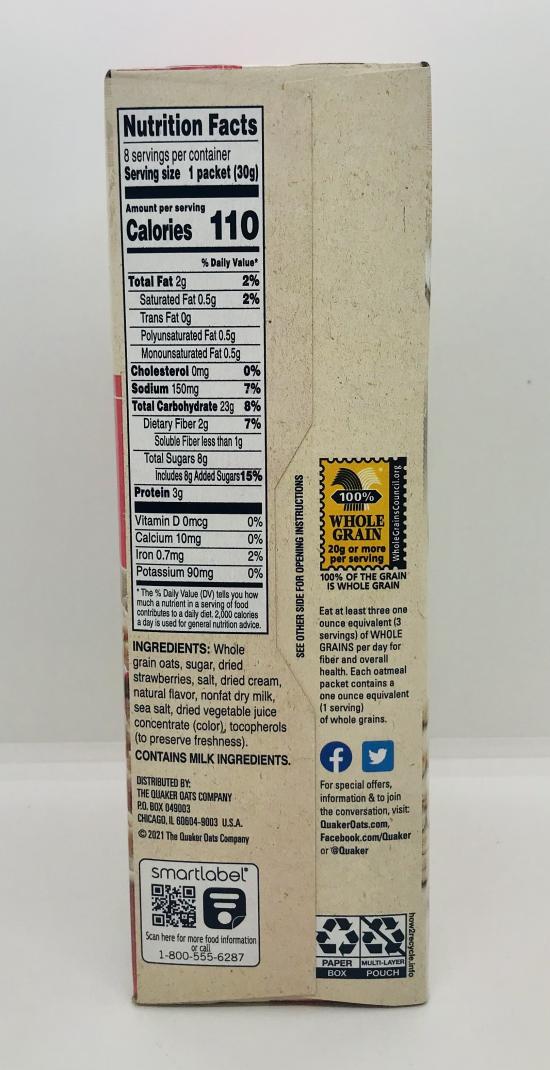 Nutrition Facts
8 servings per container
Serving size 1 packet (30g)
Amount per serving
Calories 110
% Daily Value*
Total Fat 2g 2%
Saturated Fat 0.5g 2%
Trans Fat 0g
Polyunsaturated Fat 0.5g
Monounsaturated Fat 0.5g
Cholesterol 0mg 0%
Sodium 150mg 7%
Total Carbohydrate 23g 8%
Dietary Fiber 2g 7%
Soluble Fiber less than 1g
Total Sugars 8g
Includes 8g Added Sugars 15%
Protein 3g
Vitamin D 0mcg 0%
Calcium 10mg 0%
Iron 0.7mg 2%
Potassium 90mg 0%
* The % Daily Value (DV) tells you how
much a nutrient in a serving of food
contributes to a daily diet. 2,000 calories
a day is used for general nutrition advice.
INGREDIENTS: Whole
grain oats, sugar, dried
strawberries, salt, dried cream,
natural flavor, nonfat dry milk,
sea salt, dried vegetable juice
concentrate (color), tocopherols
(to preserve freshness).
CONTAINS MILK INGREDIENTS.
DISTRIBUTED BY:
THE QUAKER OATS COMPANY
P.O. BOX 049003
CHICAGO, IL 60604-9003 U.S.A.
© 2021 The Quaker Oats Company
smartlabel®
Scan here for more food information
or call
1-800-555-6287
SEE OTHER SIDE FOR OPENING INSTRUCTIONS
100%
WHOLE
GRAIN
20g or more
per serving
WholeGrainsCouncil.org
100% OF THE GRAIN
IS WHOLE GRAIN
Eat at least three one
ounce equivalent (3
servings) of WHOLE
GRAINS per day for
fiber and overall
health. Each oatmeal
packet contains a
one ounce equivalent
(1 serving)
of whole grains.
For special offers,
information & to join
the conversation, visit:
QuakerOats.com,
Facebook.com/Quaker
or @Quaker
PAPER
BOX
MULTI-LAYER
POUCH
how2recycle.info